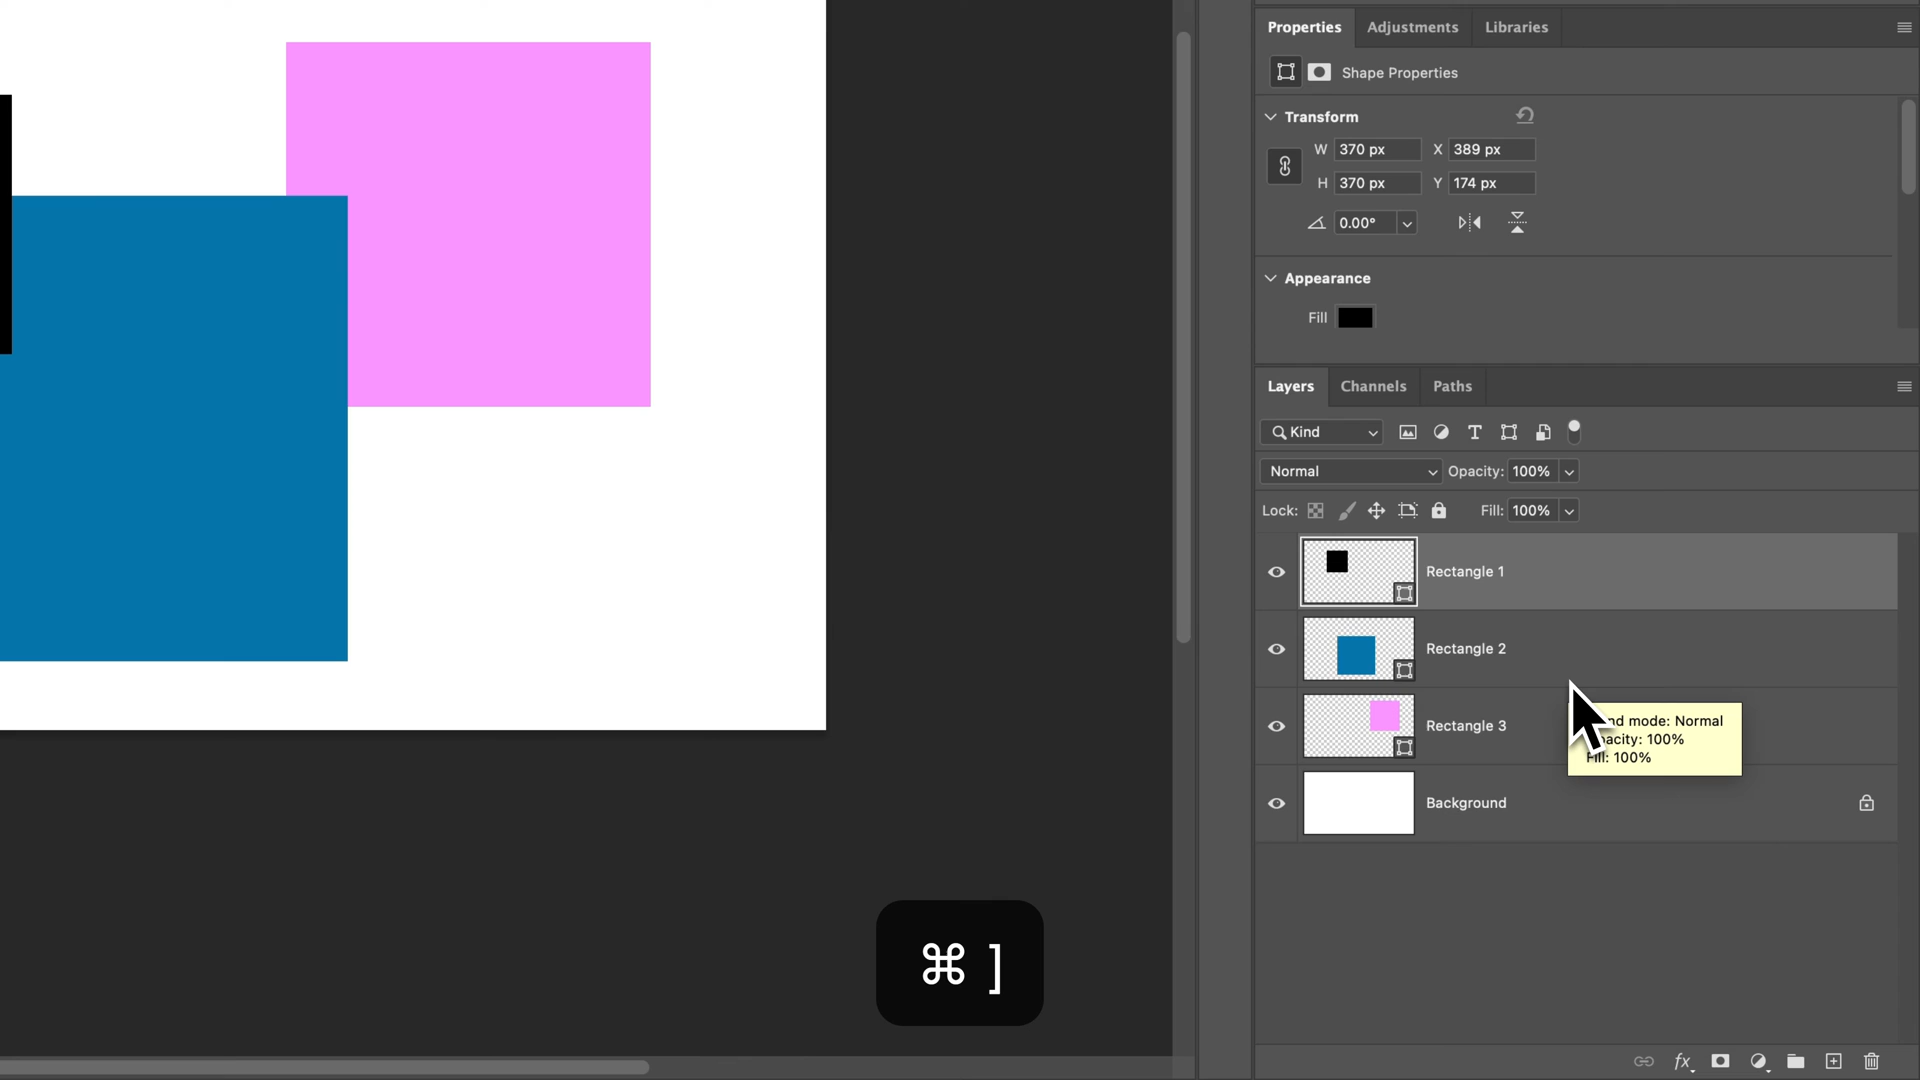 Properties Adjustments Libraries
Shape Properties
Transform
W 370 px X 389 px
H 370 px Y 174 px
0.00°
Appearance
Fill
Layers Channels Paths
Kind
Normal Opacity: 100%
Lock: Fill: 100%
Rectangle 1
Rectangle 2
Rectangle 3
mode: Normal
100%
Fill: 100%
Background
⌘ ]
fx